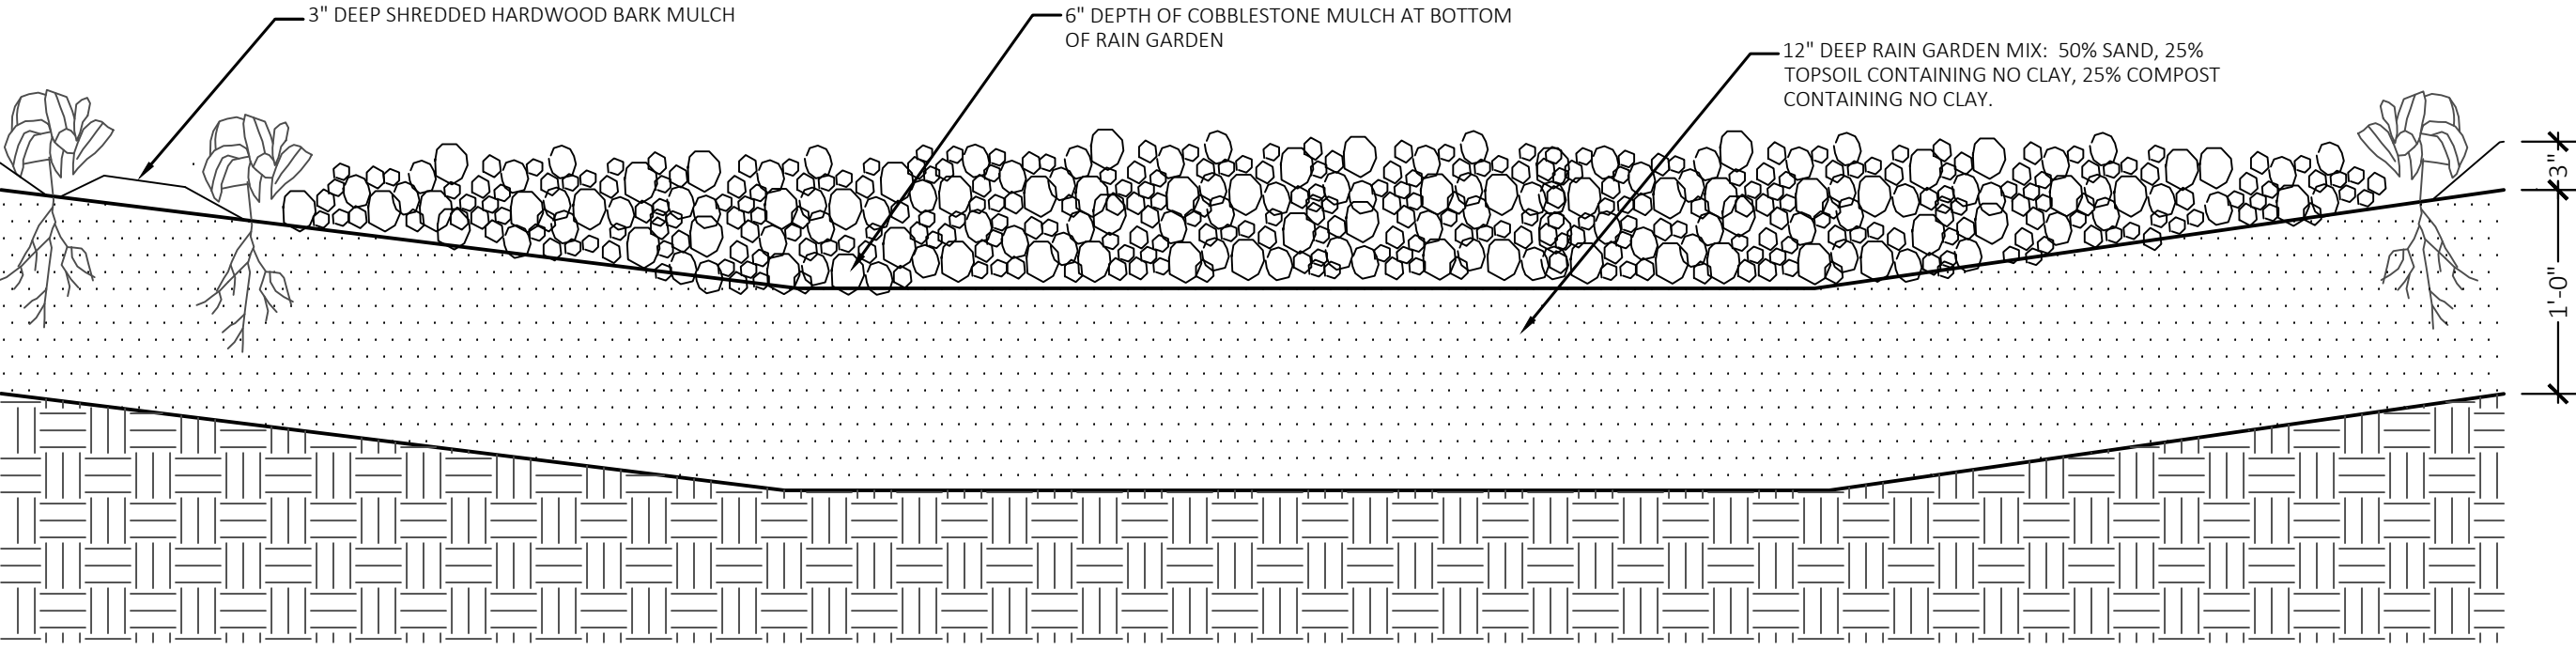 3" DEEP SHREDDED HARDWOOD BARK MULCH
6" DEPTH OF COBBLESTONE MULCH AT BOTTOM
OF RAIN GARDEN
12" DEEP RAIN GARDEN MIX:  50% SAND, 25%
TOPSOIL CONTAINING NO CLAY, 25% COMPOST
CONTAINING NO CLAY.
3"
1'-0"